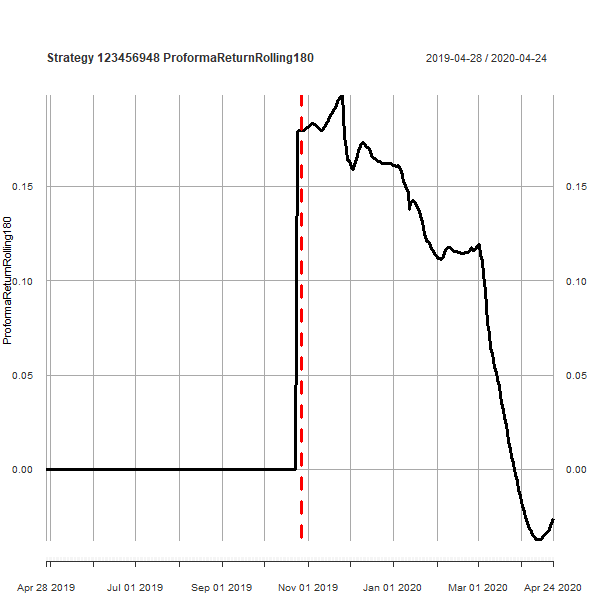 Strategy 123456948 ProformaReturnRolling180
2019-04-28 / 2020-04-24
ProformaReturnRolling180
0.15
0.10
0.05
0.00
0.15
0.10
0.05
0.00
Apr 28 2019
Jul 01 2019
Sep 01 2019
Nov 01 2019
Jan 01 2020
Mar 01 2020
Apr 24 2020